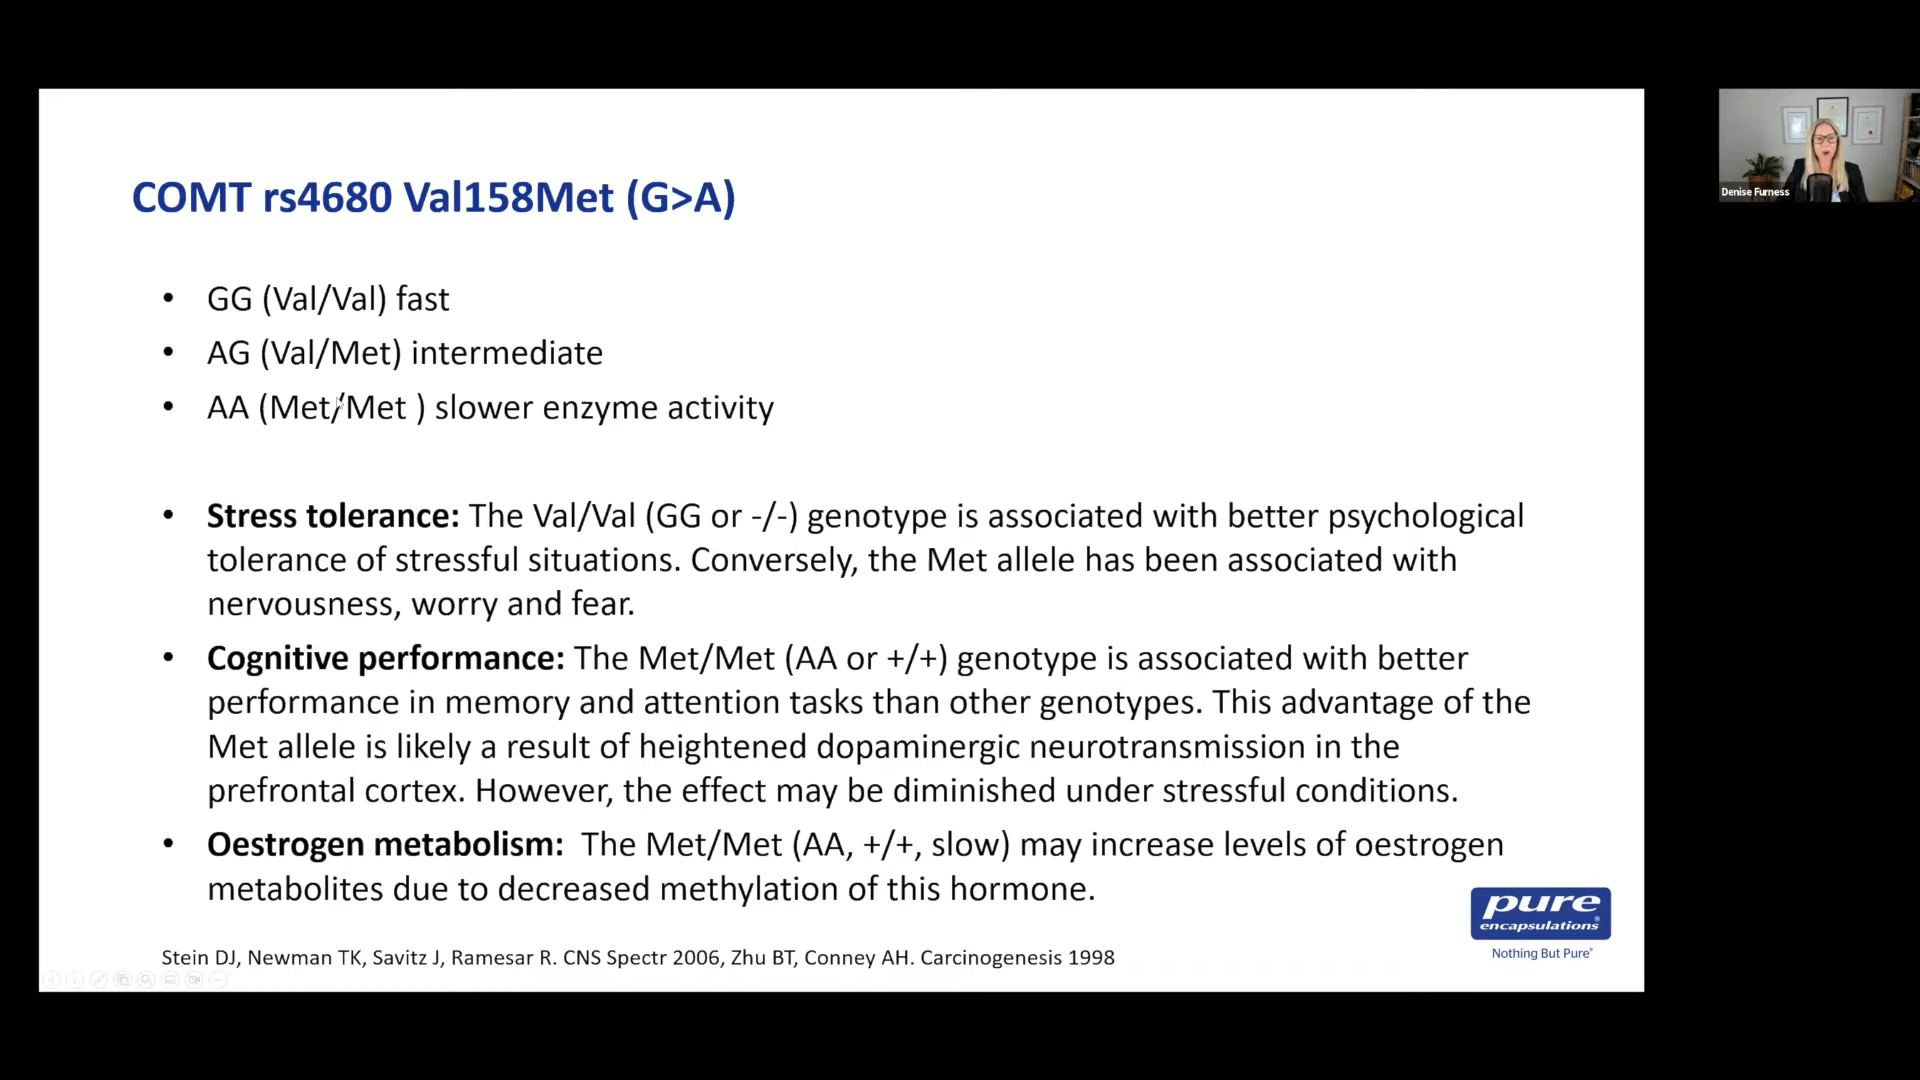 COMT rs4680 Val158Met (G>A)
• GG (Val/Val) fast
• AG (Val/Met) intermediate
• AA (Met/Met ) slower enzyme activity
• Stress tolerance: The Val/Val (GG or -/-) genotype is associated with better psychological
tolerance of stressful situations. Conversely, the Met allele has been associated with
nervousness, worry and fear.
• Cognitive performance: The Met/Met (AA or +/+) genotype is associated with better
performance in memory and attention tasks than other genotypes. This advantage of the
Met allele is likely a result of heightened dopaminergic neurotransmission in the
prefrontal cortex. However, the effect may be diminished under stressful conditions.
• Oestrogen metabolism:  The Met/Met (AA, +/+, slow) may increase levels of oestrogen
metabolites due to decreased methylation of this hormone.
Stein DJ, Newman TK, Savitz J, Ramesar R. CNS Spectr 2006, Zhu BT, Conney AH. Carcinogenesis 1998
pure
encapsulations®
Nothing But Pure®
Denise Furness